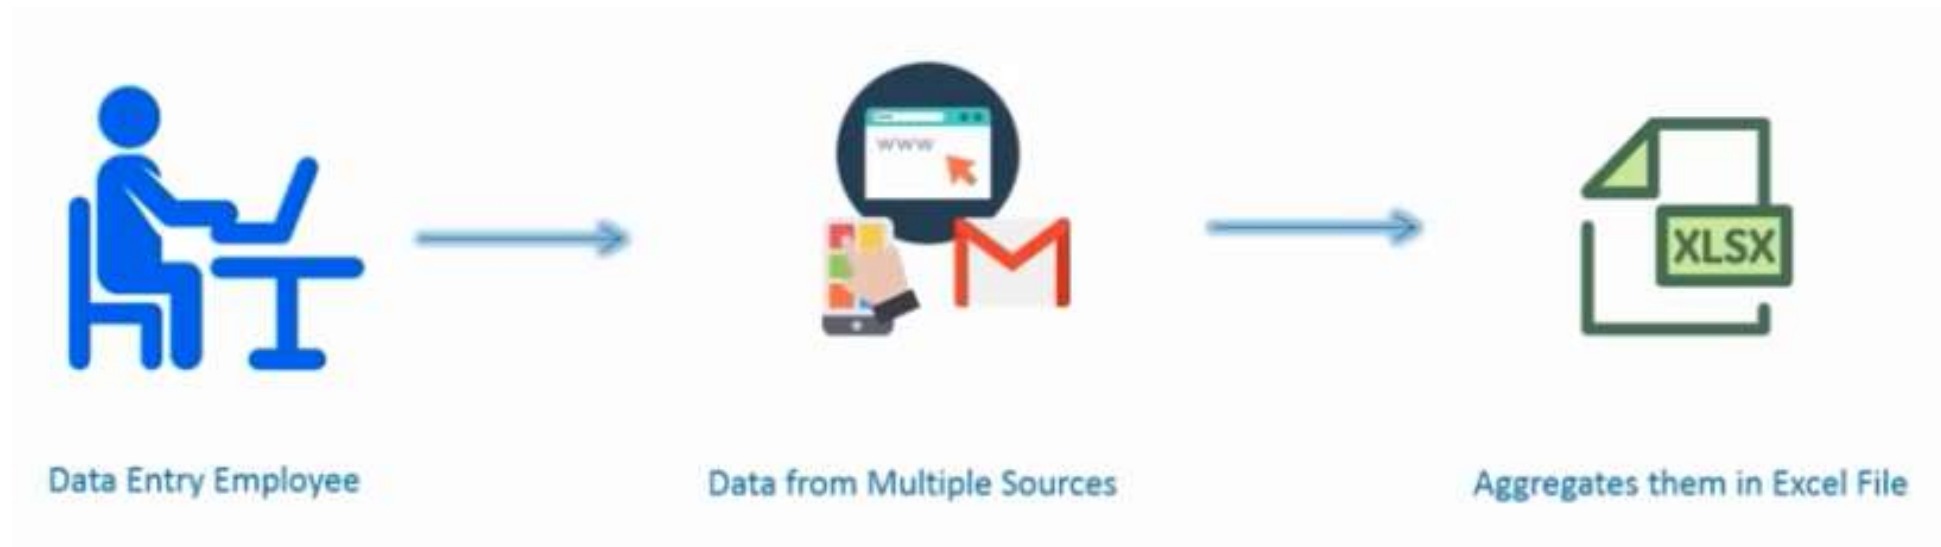 www
XLSX
Data Entry Employee
Data from Multiple Sources
Aggregates them in Excel File